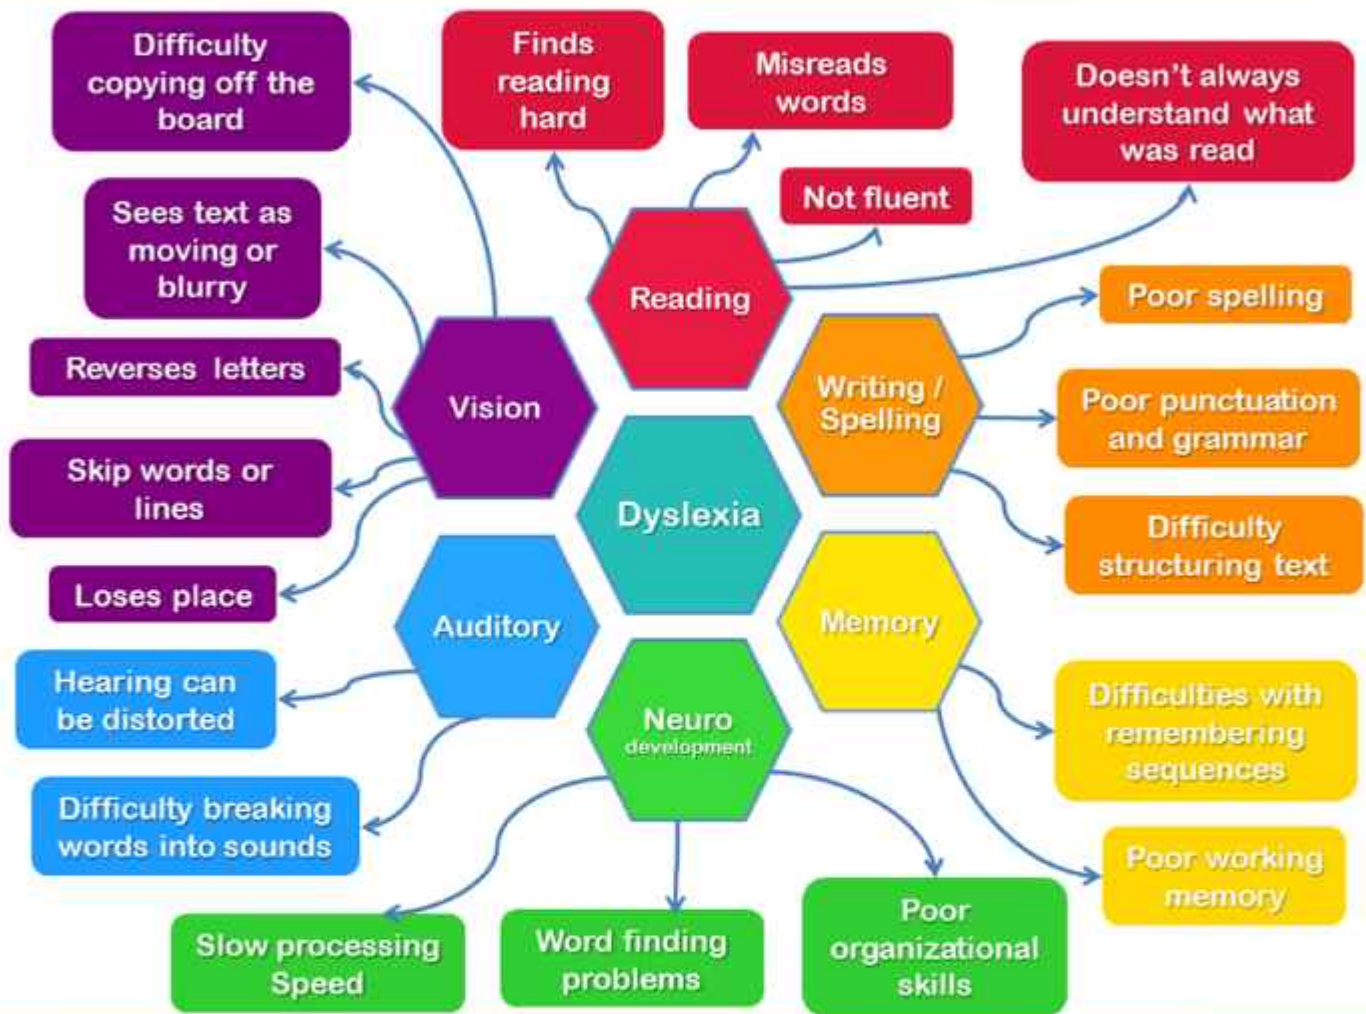 Difficulty
copying off the
board
Finds
reading
hard
Misreads
words
Doesn't always
understand what
was read
Not fluent
Sees text as
moving or
blurry
Reading
Poor spelling
Reverses letters
Vision
Writing /
Spelling
Poor punctuation
and grammar
Skip words or
lines
Dyslexia
Difficulty
structuring text
Loses place
Auditory
Memory
Hearing can
be distorted
Neuro
development
Difficulties with
remembering
sequences
Difficulty breaking
words into sounds
Poor working
memory
Slow processing
Speed
Word finding
problems
Poor
organizational
skills